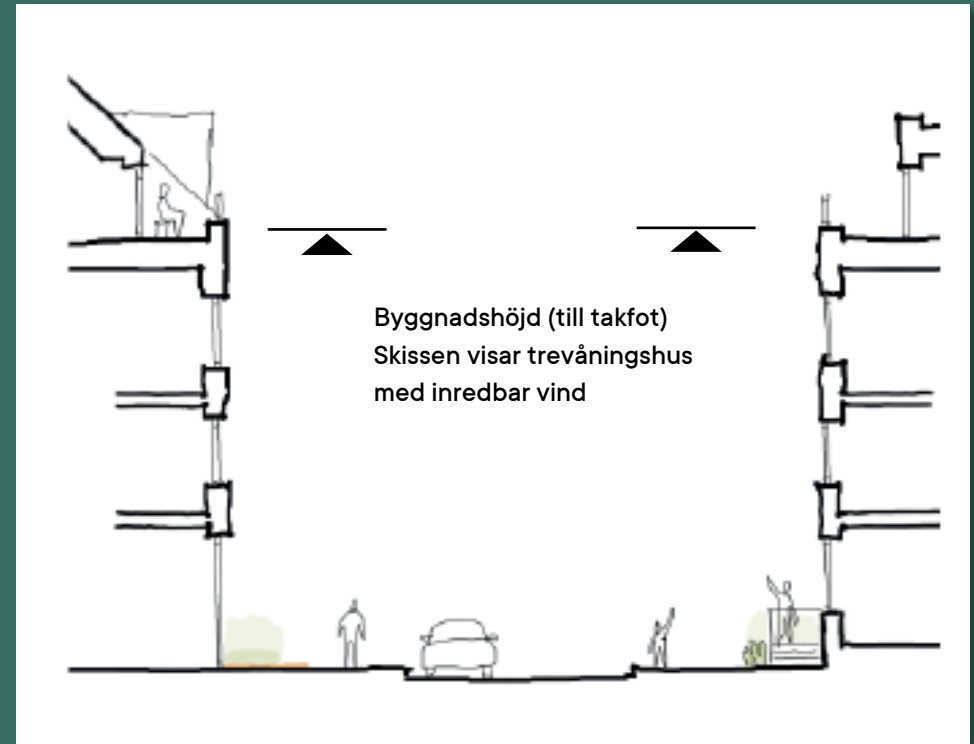 Byggnadshöjd (till takfot)
Skissen visar trevåningshus
med inredbar vind